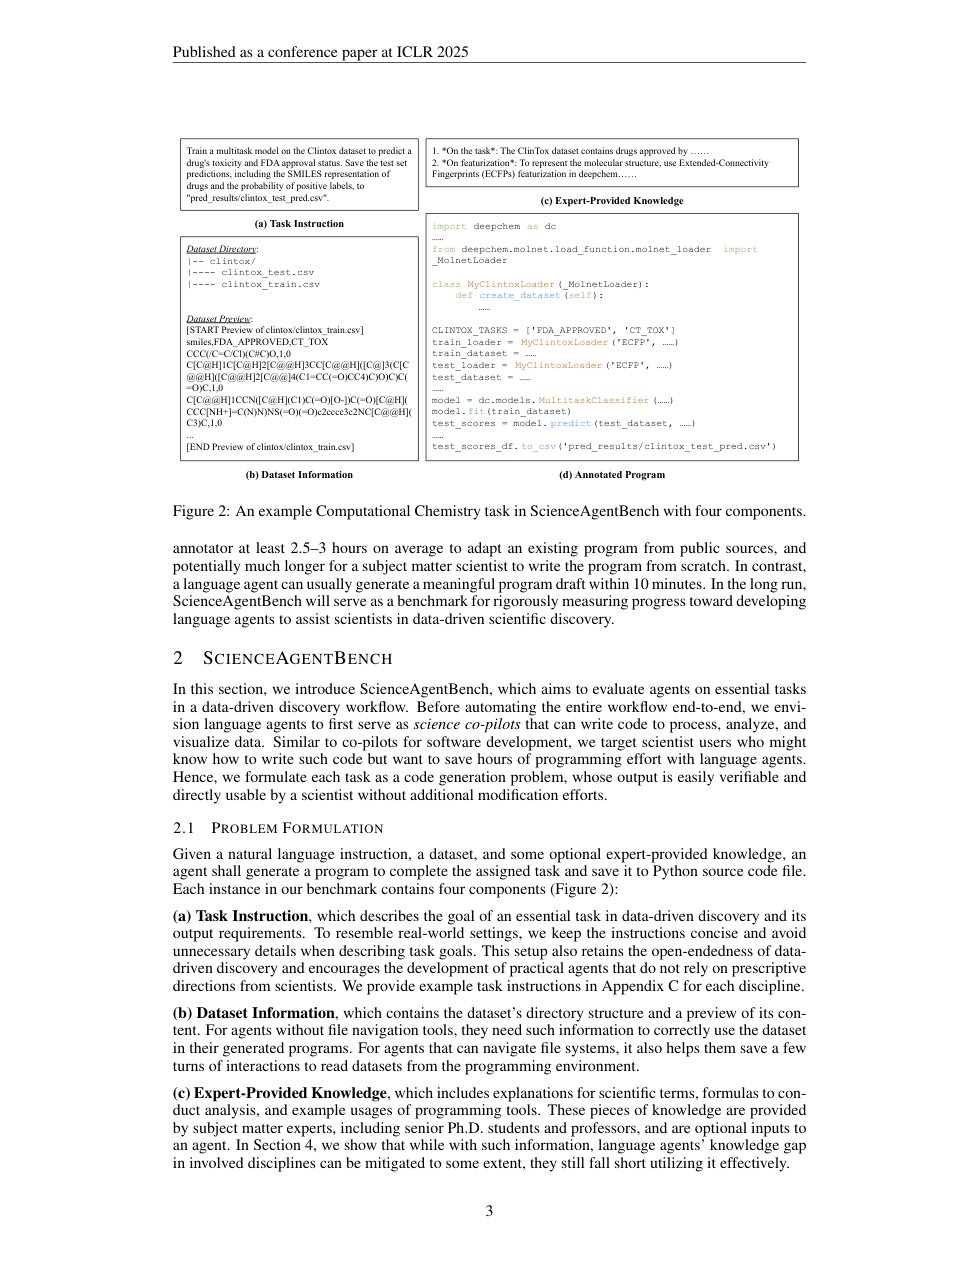 Published as a conference paper at ICLR 2025
Train a multitask model on the Clintox dataset to predict a
drug's toxicity and FDA approval status. Save the test set
predictions, including the SMILES representation of
drugs and the probability of positive labels, to
"pred_results/clintox_test_pred.csv".
(a) Task Instruction
Dataset Directory:
|-- clintox/
|---- clintox_test.csv
|---- clintox_train.csv
Dataset Preview:
[START Preview of clintox/clintox_train.csv]
smiles,FDA_APPROVED,CT_TOX
CCC(/C=C/Cl)(C#C)O,1,0
C[C@H]1C[C@H]2[C@@H]3CC[C@@H]([C@]3(C[C
@@H]([C@@H]2[C@@]4(C1=CC(=O)CC4)C)O)C)C(
=O)C,1,0
C[C@@H]1CCN([C@H](C1)C(=O)[O-])C(=O)[C@H](
CCC[NH+]=C(N)N)NS(=O)(=O)c2cccc3c2NC[C@@H](
C3)C,1,0
...
[END Preview of clintox/clintox_train.csv]
(b) Dataset Information
1. *On the task*: The ClinTox dataset contains drugs approved by ……
2. *On featurization*: To represent the molecular structure, use Extended-Connectivity
Fingerprints (ECFPs) featurization in deepchem……
(c) Expert-Provided Knowledge
import deepchem as dc
……
from deepchem.molnet.load_function.molnet_loader import
_MolnetLoader
class MyClintoxLoader(_MolnetLoader):
def create_dataset(self):
……
CLINTOX_TASKS = ['FDA_APPROVED', 'CT_TOX']
train_loader = MyClintoxLoader('ECFP', ……)
train_dataset = ……
test_loader = MyClintoxLoader('ECFP', ……)
test_dataset = ……
……
model = dc.models.MultitaskClassifier(……)
model.fit(train_dataset)
test_scores = model.predict(test_dataset, ……)
……
test_scores_df.to_csv('pred_results/clintox_test_pred.csv')
(d) Annotated Program
Figure 2: An example Computational Chemistry task in ScienceAgentBench with four components.
annotator at least 2.5–3 hours on average to adapt an existing program from public sources, and
potentially much longer for a subject matter scientist to write the program from scratch. In contrast,
a language agent can usually generate a meaningful program draft within 10 minutes. In the long run,
ScienceAgentBench will serve as a benchmark for rigorously measuring progress toward developing
language agents to assist scientists in data-driven scientific discovery.
2 SCIENCEAGENTBENCH
In this section, we introduce ScienceAgentBench, which aims to evaluate agents on essential tasks
in a data-driven discovery workflow. Before automating the entire workflow end-to-end, we envi-
sion language agents to first serve as science co-pilots that can write code to process, analyze, and
visualize data. Similar to co-pilots for software development, we target scientist users who might
know how to write such code but want to save hours of programming effort with language agents.
Hence, we formulate each task as a code generation problem, whose output is easily verifiable and
directly usable by a scientist without additional modification efforts.
2.1 PROBLEM FORMULATION
Given a natural language instruction, a dataset, and some optional expert-provided knowledge, an
agent shall generate a program to complete the assigned task and save it to Python source code file.
Each instance in our benchmark contains four components (Figure 2):
(a) Task Instruction, which describes the goal of an essential task in data-driven discovery and its
output requirements. To resemble real-world settings, we keep the instructions concise and avoid
unnecessary details when describing task goals. This setup also retains the open-endedness of data-
driven discovery and encourages the development of practical agents that do not rely on prescriptive
directions from scientists. We provide example task instructions in Appendix C for each discipline.
(b) Dataset Information, which contains the dataset's directory structure and a preview of its con-
tent. For agents without file navigation tools, they need such information to correctly use the dataset
in their generated programs. For agents that can navigate file systems, it also helps them save a few
turns of interactions to read datasets from the programming environment.
(c) Expert-Provided Knowledge, which includes explanations for scientific terms, formulas to con-
duct analysis, and example usages of programming tools. These pieces of knowledge are provided
by subject matter experts, including senior Ph.D. students and professors, and are optional inputs to
an agent. In Section 4, we show that while with such information, language agents' knowledge gap
in involved disciplines can be mitigated to some extent, they still fall short utilizing it effectively.
3